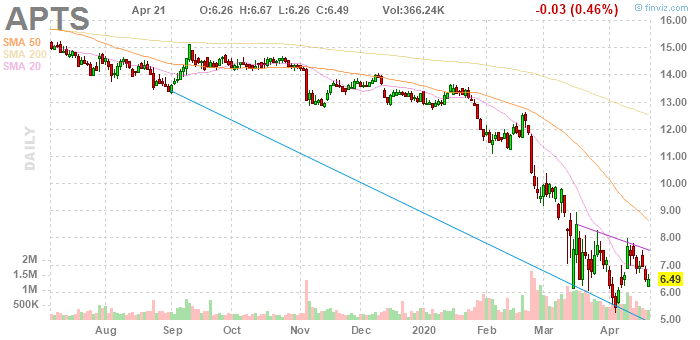 APTS Apr 21 O:6.26 H:6.67 L:6.26 C:6.49 Vol:366.24K -0.03 (0.46%) © finviz.com
SMA 50
SMA 200
SMA 20
DAILY
16.00
15.00
14.00
13.00
12.00
11.00
10.00
9.00
8.00
7.00
6.49
6.00
5.00
2M
1.5M
1M
500K
Aug Sep Oct Nov Dec 2020 Feb Mar Apr